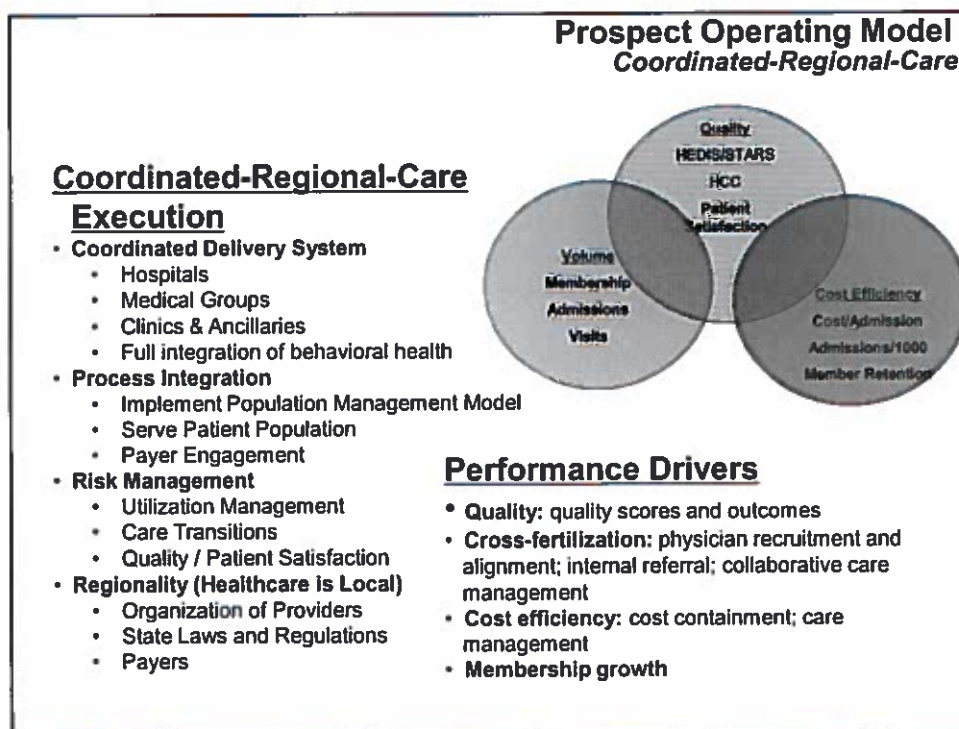 Prospect Operating Model
Coordinated-Regional-Care
Quality
HEDIS/STARS
HCC
Patient
Satisfaction
Volume
Membership
Admissions
Visits
Cost Efficiency
Cost/Admission
Admissions/1000
Member Retention
Coordinated-Regional-Care
Execution
• Coordinated Delivery System
• Hospitals
• Medical Groups
• Clinics & Ancillaries
• Full integration of behavioral health
• Process Integration
• Implement Population Management Model
• Serve Patient Population
• Payer Engagement
• Risk Management
• Utilization Management
• Care Transitions
• Quality / Patient Satisfaction
• Regionality (Healthcare is Local)
• Organization of Providers
• State Laws and Regulations
• Payers
Performance Drivers
• Quality: quality scores and outcomes
• Cross-fertilization: physician recruitment and
alignment; internal referral; collaborative care
management
• Cost efficiency: cost containment; care
management
• Membership growth